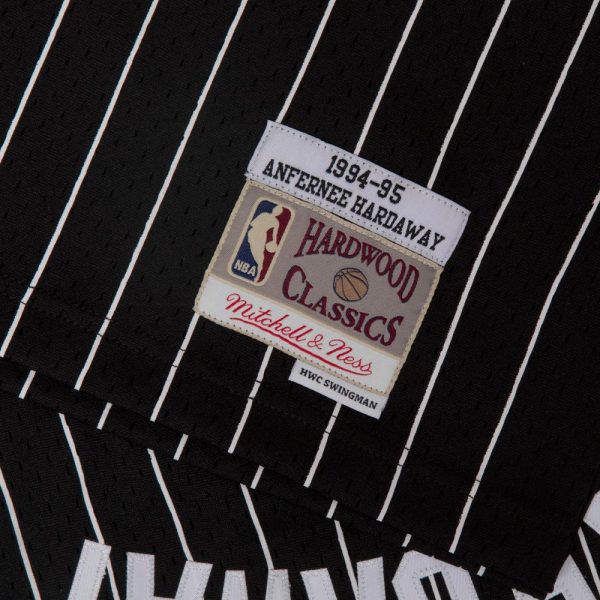 1994-95
ANFERNEE HARDAWAY
NBA
HARDWOOD
CLASSICS
Mitchell & Ness
HWC SWINGMAN